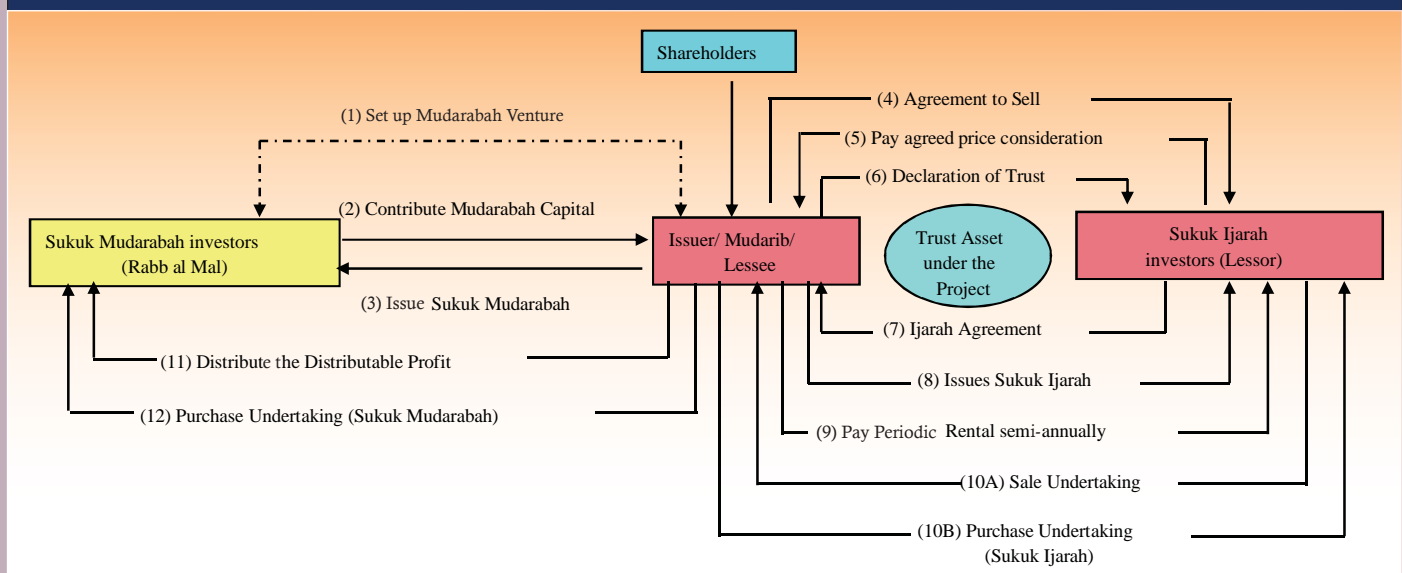 Shareholders
(4) Agreement to Sell
(1) Set up Mudarabah Venture
(5) Pay agreed price consideration
(6) Declaration of Trust
(2) Contribute Mudarabah Capital
Sukuk Mudarabah investors
(Rabb al Mal)
Issuer/ Mudarib/
Lessee
Trust Asset
under the
Project
Sukuk Ijarah
investors (Lessor)
(3) Issue Sukuk Mudarabah
(7) Ijarah Agreement
(11) Distribute the Distributable Profit
(8) Issues Sukuk Ijarah
(12) Purchase Undertaking (Sukuk Mudarabah)
(9) Pay Periodic Rental semi-annually
(10A) Sale Undertaking
(10B) Purchase Undertaking
(Sukuk Ijarah)